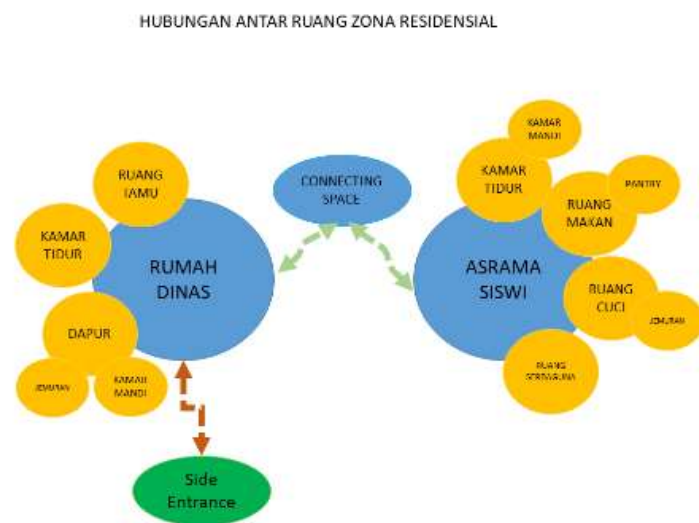 HUBUNGAN ANTAR RUANG ZONA RESIDENSIAL
RUANG
TAMU
KAMAR
TIDUR
RUMAH
DINAS
DAPUR
JEMURAN
KAMAR
MANDI
Side
Entrance
CONNECTING
SPACE
KAMAR
MANDI
KAMAR
TIDUR
PANTRY
RUANG
MAKAN
ASRAMA
SISWI
RUANG
CUCI
JEMURAN
RUANG
SERBAGUNA